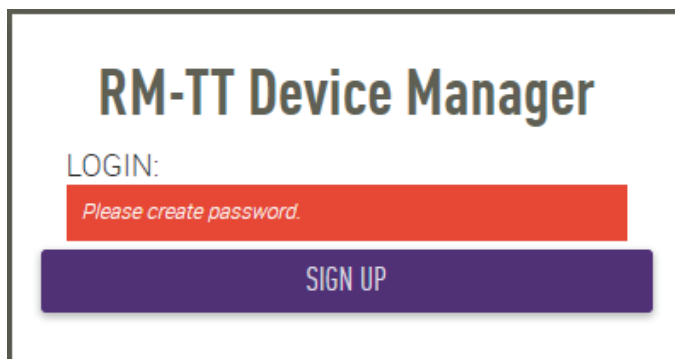 RM-TT Device Manager
LOGIN:
Please create password.
SIGN UP